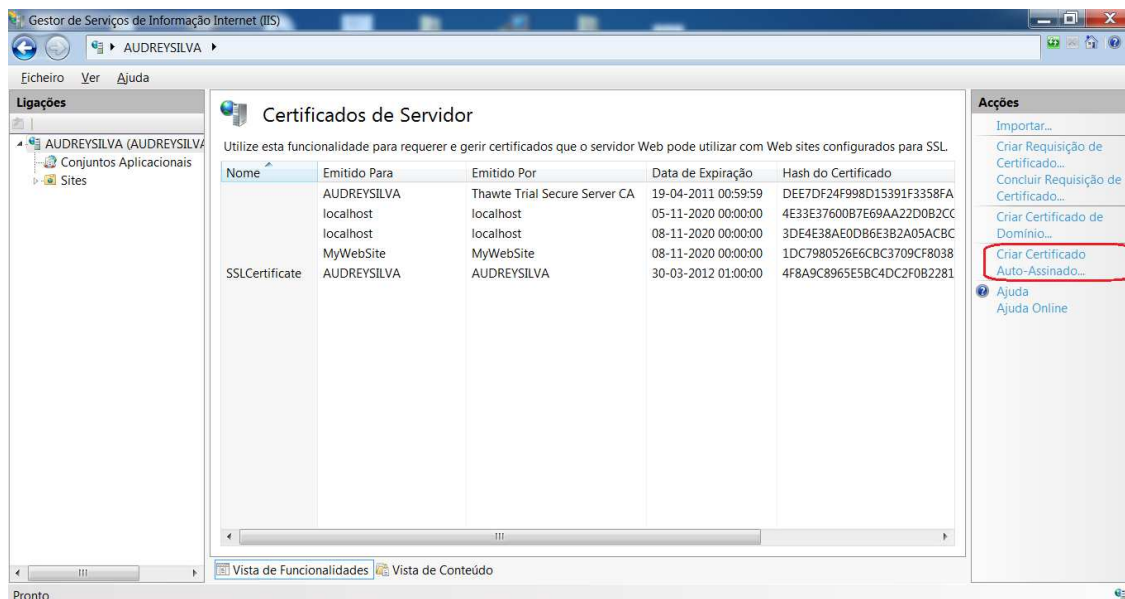 Gestor de Serviços de Informação Internet (IIS)
AUDREYSILVA
Ficheiro Ver Ajuda
Ligações
AUDREYSILVA (AUDREYSILVA
Conjuntos Aplicacionais
Sites
Certificados de Servidor
Utilize esta funcionalidade para requerer e gerir certificados que o servidor Web pode utilizar com Web sites configurados para SSL.
Nome Emitido Para Emitido Por Data de Expiração Hash do Certificado
AUDREYSILVA Thawte Trial Secure Server CA 19-04-2011 00:59:59 DEE7DF24F998D15391F3358FA
localhost localhost 05-11-2020 00:00:00 4E33E37600B7E69AA22D0B2CC
localhost localhost 08-11-2020 00:00:00 3DE4E38AE0DB6E3B2A05ACBC
MyWebSite MyWebSite 08-11-2020 00:00:00 1DC7980526E6CBC3709CF8038
SSLCertificate AUDREYSILVA AUDREYSILVA 30-03-2012 01:00:00 4F8A9C8965E5BC4DC2F0B2281
Vista de Funcionalidades Vista de Conteúdo
Acções
Importar...
Criar Requisição de
Certificado...
Concluir Requisição de
Certificado...
Criar Certificado de
Domínio...
Criar Certificado
Auto-Assinado...
Ajuda
Ajuda Online
Pronto